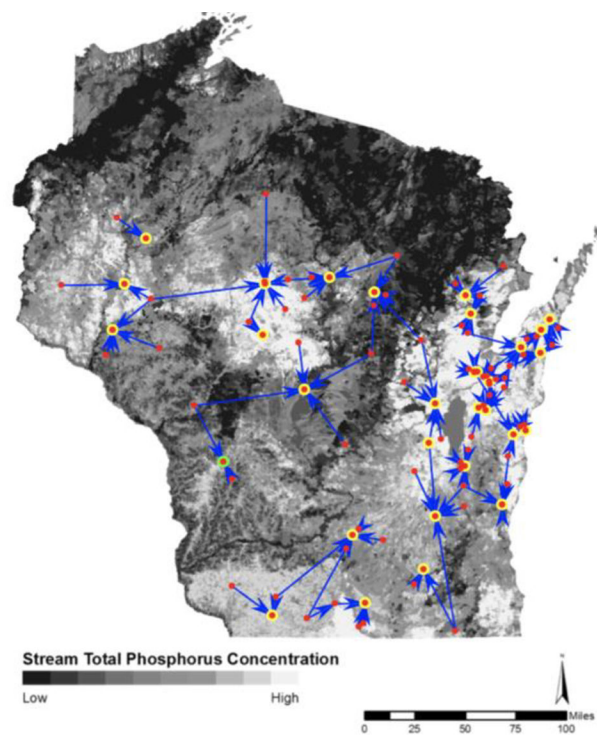 Stream Total Phosphorus Concentration
Low High
N
Miles
0 25 50 75 100